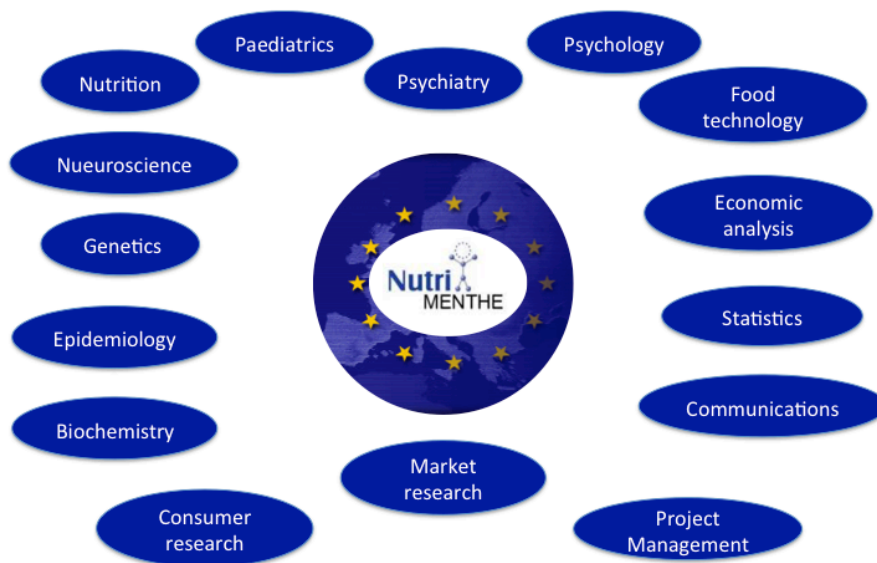 Paediatrics
Psychology
Nutrition
Psychiatry
Food
technology
Nueuroscience
Economic
analysis
Genetics
Nutri
MENTHE
Statistics
Epidemiology
Communications
Biochemistry
Market
research
Consumer
research
Project
Management